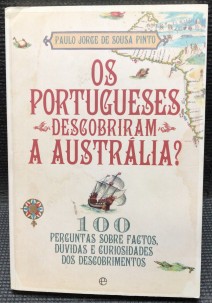 PAULO JORGE DE SOUSA PINTO
OS
PORTUGUESES
DESCOBRIRAM
A AUSTRÁLIA?
100
PERGUNTAS SOBRE FACTOS,
DÚVIDAS E CURIOSIDADES
DOS DESCOBRIMENTOS